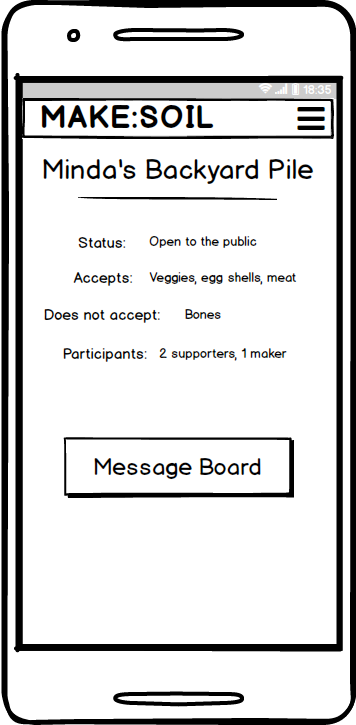 18:35
MAKE:SOIL
Minda's Backyard Pile
Status: Open to the public
Accepts: Veggies, egg shells, meat
Does not accept: Bones
Participants: 2 supporters, 1 maker
Message Board